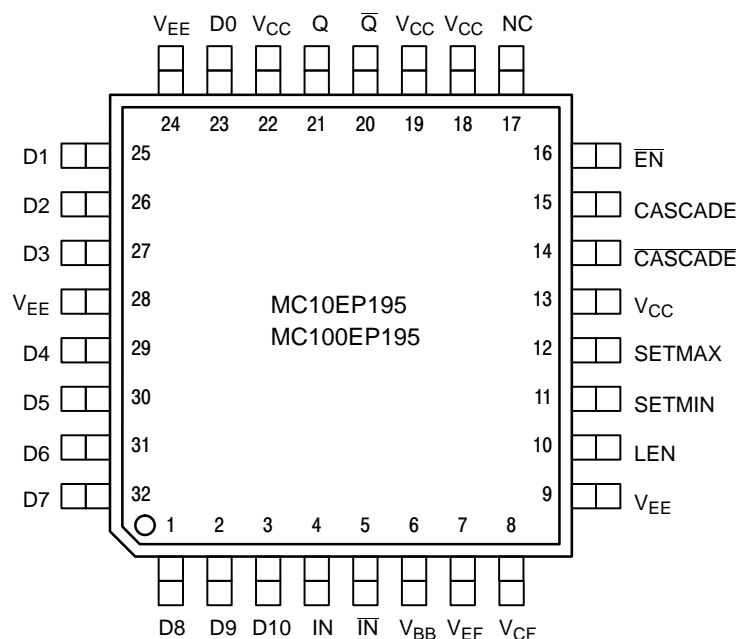 VEE D0 VCC Q Q̅ VCC VCC NC
24 23 22 21 20 19 18 17
D1 25 16 E̅N̅
D2 26 15 CASCADE
D3 27 14 C̅A̅S̅C̅A̅D̅E̅
VEE 28 13 VCC
MC10EP195
MC100EP195
D4 29 12 SETMAX
D5 30 11 SETMIN
D6 31 10 LEN
D7 32 9 VEE
1 2 3 4 5 6 7 8
D8 D9 D10 IN I̅N̅ VBB VEF VCF